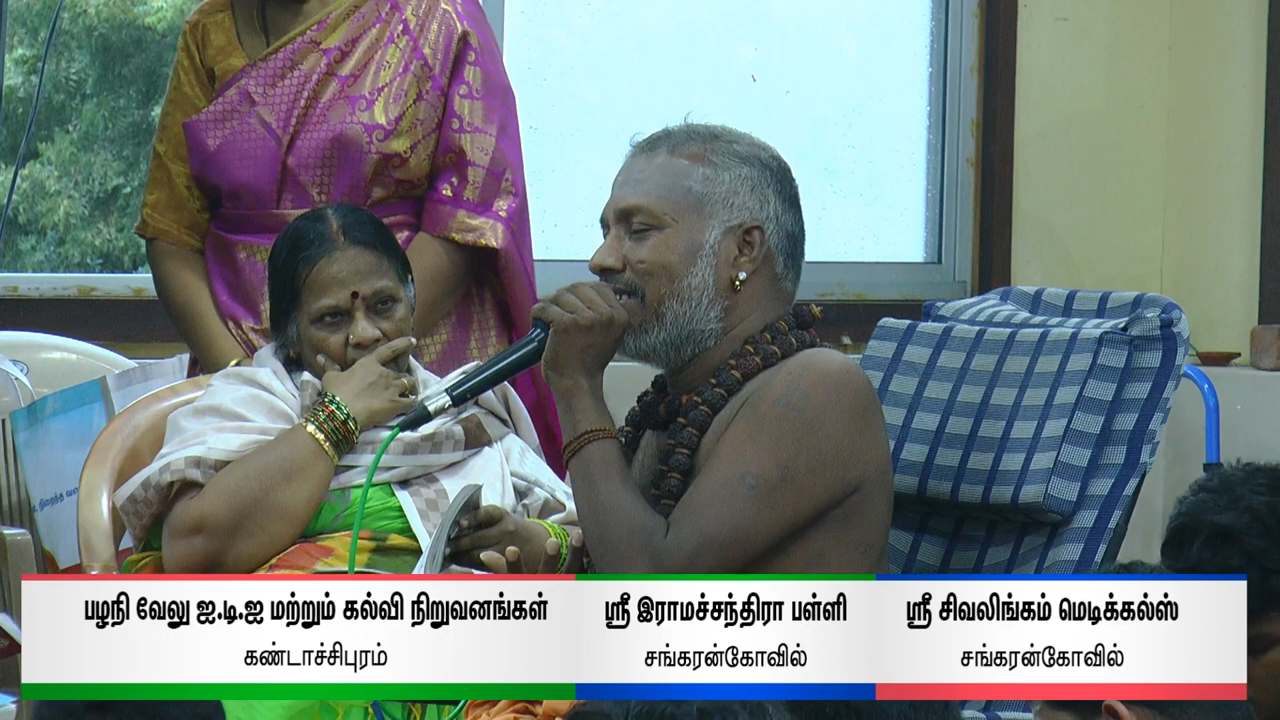 நிறைந்த
பழநி வேலு ஐ.டி.ஐ மற்றும் கல்வி நிறுவனங்கள்
கண்டாச்சிபுரம்
ஸ்ரீ இராமச்சந்திரா பள்ளி
சங்கரன்கோவில்
ஸ்ரீ சிவலிங்கம் மெடிக்கல்ஸ்
சங்கரன்கோவில்